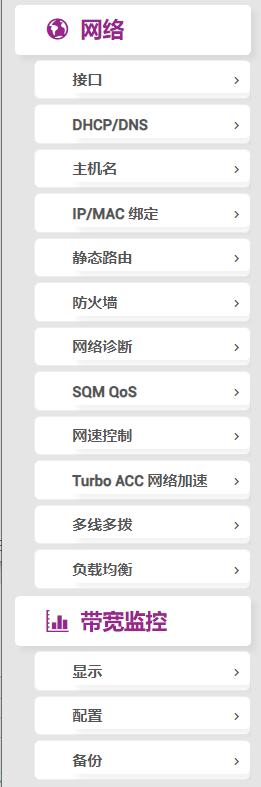 网络
接口
DHCP/DNS
主机名
IP/MAC 绑定
静态路由
防火墙
网络诊断
SQM QoS
网速控制
Turbo ACC 网络加速
多线多拨
负载均衡
带宽监控
显示
配置
备份